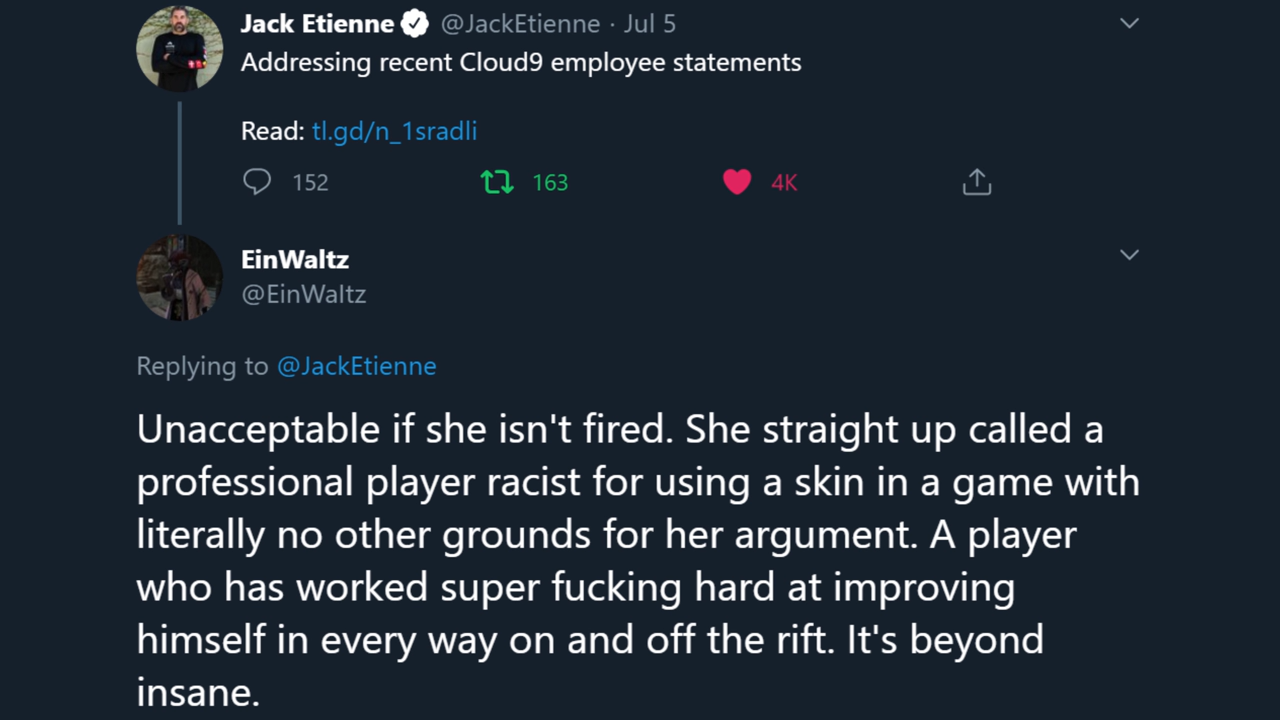 Jack Etienne @JackEtienne · Jul 5
Addressing recent Cloud9 employee statements
Read: tl.gd/n_1sradli
152 163 4K
EinWaltz
@EinWaltz
Replying to @JackEtienne
Unacceptable if she isn't fired. She straight up called a
professional player racist for using a skin in a game with
literally no other grounds for her argument. A player
who has worked super fucking hard at improving
himself in every way on and off the rift. It's beyond
insane.